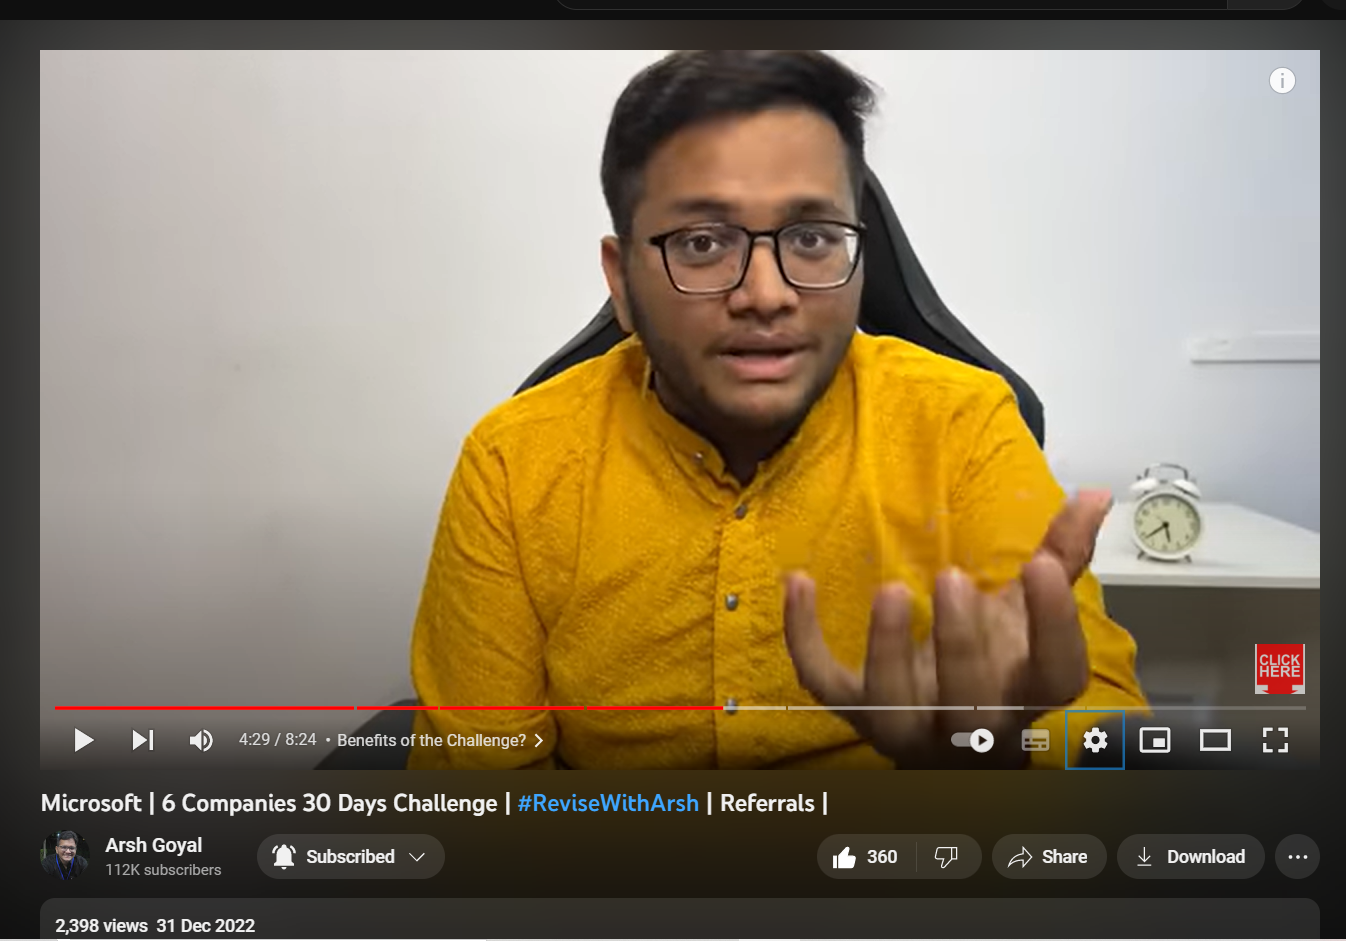 CLICK
HERE
4:29 / 8:24 • Benefits of the Challenge?
Microsoft | 6 Companies 30 Days Challenge | #ReviseWithArsh | Referrals |
Arsh Goyal
112K subscribers
Subscribed
360
Share
Download
2,398 views 31 Dec 2022